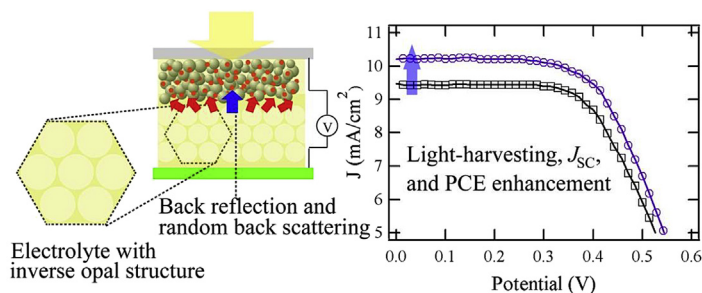 V
Back reflection and
random back scattering
Electrolyte with
inverse opal structure
J (mA/cm²)
11
10
9
8
7
6
5
Light-harvesting, JSC,
and PCE enhancement
0.0 0.1 0.2 0.3 0.4 0.5 0.6
Potential (V)